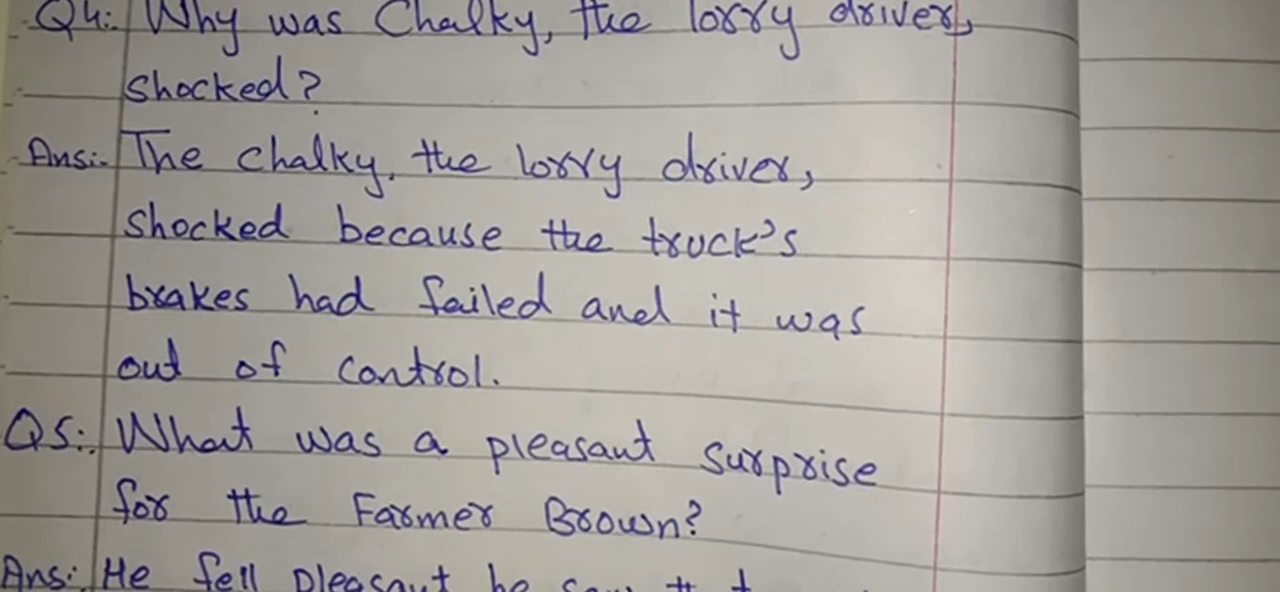 Q4:- Why was Chalky, the lorry driver,
shocked?
Ans:- The chalky, the lorry driver,
shocked because the truck's
brakes had failed and it was
out of control.
Q5:- What was a pleasant surprise
for the Farmer Brown?
Ans: He fell pleasant he